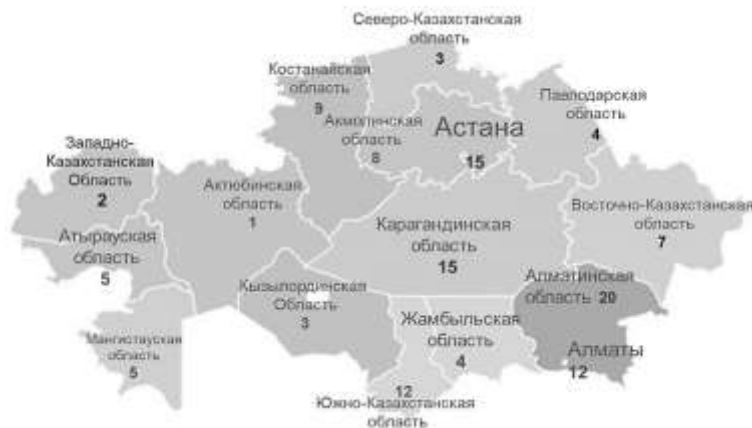 Северо-Казахстанская
область
3
Костанайская
область
9
Акмолинская
область
8
Астана
15
Павлодарская
область
4
Западно-
Казахстанская
Область
2
Актюбинская
область
1
Атырауская
область
5
Карагандинская
область
15
Восточно-Казахстанская
область
7
Кызылординская
Область
3
Алматинская
область 20
Жамбыльская
область
4
Алматы
12
Мангистауская
область
5
12
Южно-Казахстанская
область